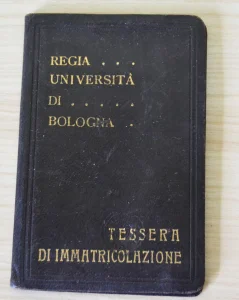 REGIA . . .
UNIVERSITÀ
DI . . . . .
BOLOGNA .
TESSERA
DI IMMATRICOLAZIONE